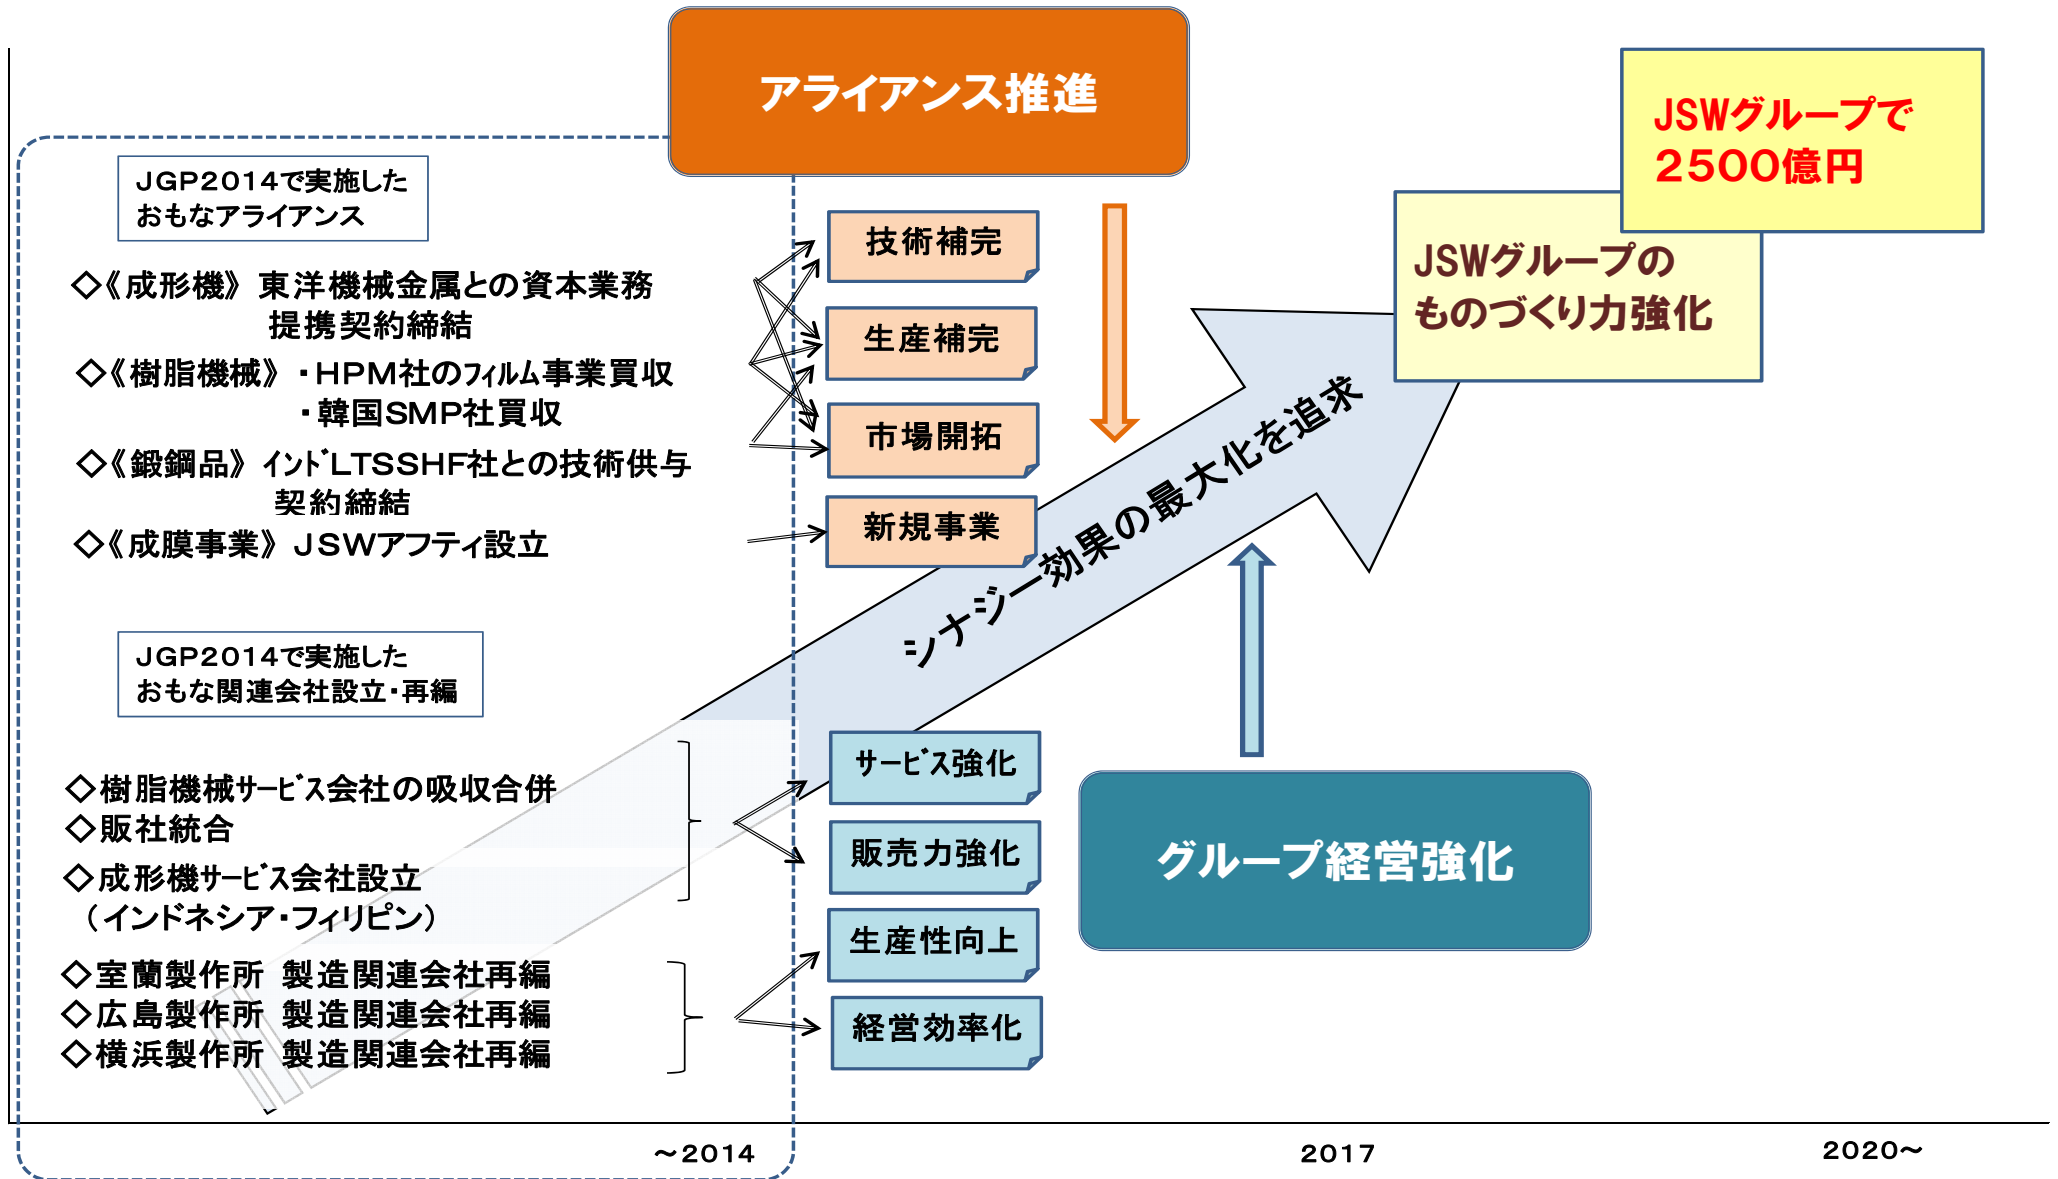 アライアンス推進
JSWグループで
2500億円
JSWグループの
ものづくり力強化
JGP2014で実施した
おもなアライアンス
◇《成形機》 東洋機械金属との資本業務
提携契約締結
◇《樹脂機械》 ・HPM社のフィルム事業買収
・韓国SMP社買収
◇《鍛鋼品》 インドLTSSHF社との技術供与
契約締結
◇《成膜事業》 JSWアフティ設立
技術補完
生産補完
市場開拓
新規事業
シナジー効果の最大化を追求
JGP2014で実施した
おもな関連会社設立・再編
◇樹脂機械サービス会社の吸収合併
◇販社統合
◇成形機サービス会社設立
（インドネシア・フィリピン）
◇室蘭製作所 製造関連会社再編
◇広島製作所 製造関連会社再編
◇横浜製作所 製造関連会社再編
サービス強化
販売力強化
生産性向上
経営効率化
グループ経営強化
～2014
2017
2020～